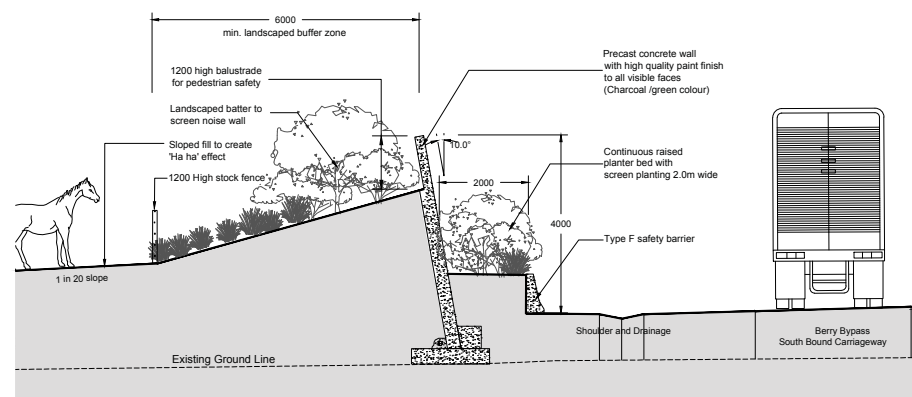 6000
min. landscaped buffer zone
1200 high balustrade
for pedestrian safety
Landscaped batter to
screen noise wall
Sloped fill to create
'Ha ha' effect
1200 High stock fence
1 in 20 slope
Existing Ground Line
Precast concrete wall
with high quality paint finish
to all visible faces
(Charcoal /green colour)
10.0°
2000
Continuous raised
planter bed with
screen planting 2.0m wide
4000
Type F safety barrier
Shoulder and Drainage
Berry Bypass
South Bound Carriageway